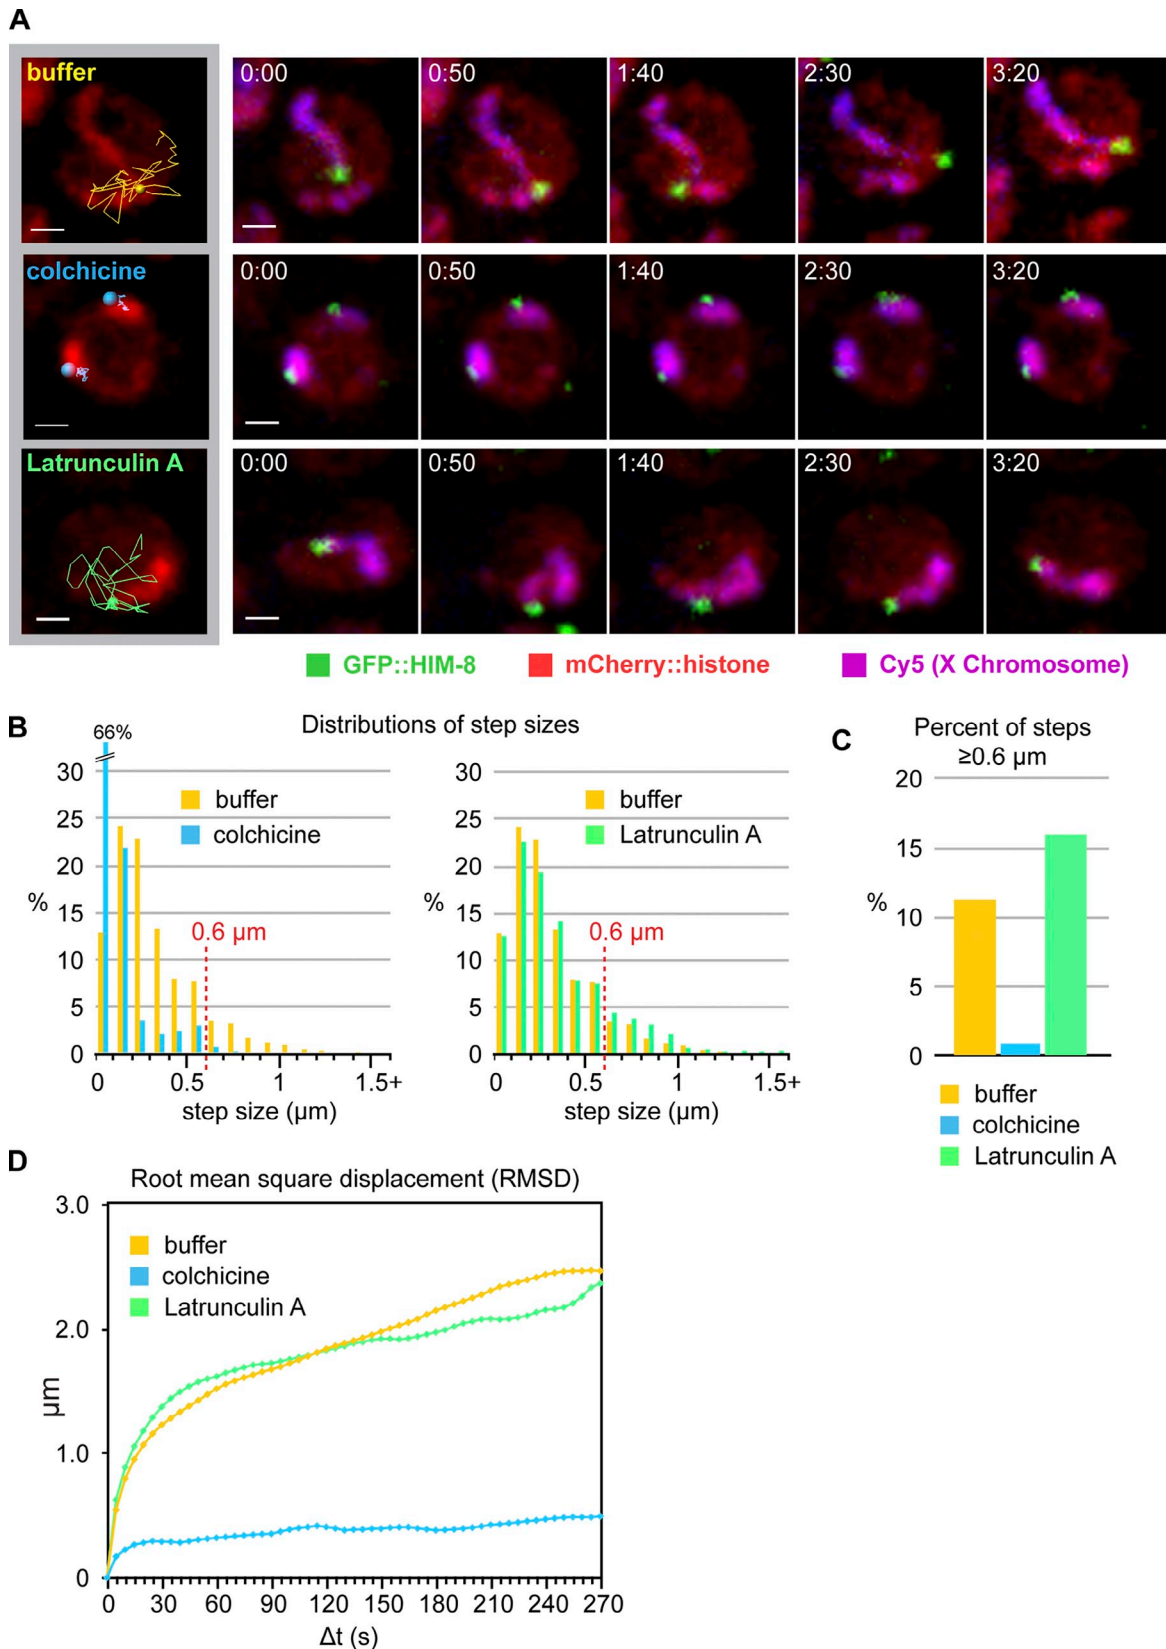 A
buffer
0:00
0:50
1:40
2:30
3:20
colchicine
0:00
0:50
1:40
2:30
3:20
Latrunculin A
0:00
0:50
1:40
2:30
3:20
GFP::HIM-8
mCherry::histone
Cy5 (X Chromosome)
B
Distributions of step sizes
66%
30
25
20
15
10
5
0
%
buffer
colchicine
0.6 µm
0
0.5
1
1.5+
step size (µm)
30
25
20
15
10
5
0
%
buffer
Latrunculin A
0.6 µm
0
0.5
1
1.5+
step size (µm)
C
Percent of steps
≥0.6 µm
20
15
10
5
0
%
buffer
colchicine
Latrunculin A
D
Root mean square displacement (RMSD)
3.0
2.0
1.0
0
µm
buffer
colchicine
Latrunculin A
0
30
60
90
120
150
180
210
240
270
Δt (s)